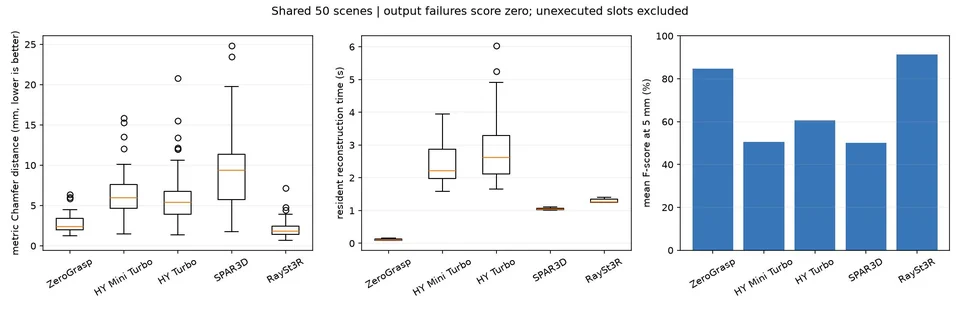 Shared 50 scenes | output failures score zero; unexecuted slots excluded
metric Chamfer distance (mm, lower is better)
25
20
15
10
5
0
ZeroGrasp
HY Mini Turbo
HY Turbo
SPAR3D
RaySt3R
resident reconstruction time (s)
6
5
4
3
2
1
0
ZeroGrasp
HY Mini Turbo
HY Turbo
SPAR3D
RaySt3R
mean F-score at 5 mm (%)
100
80
60
40
20
0
ZeroGrasp
HY Mini Turbo
HY Turbo
SPAR3D
RaySt3R